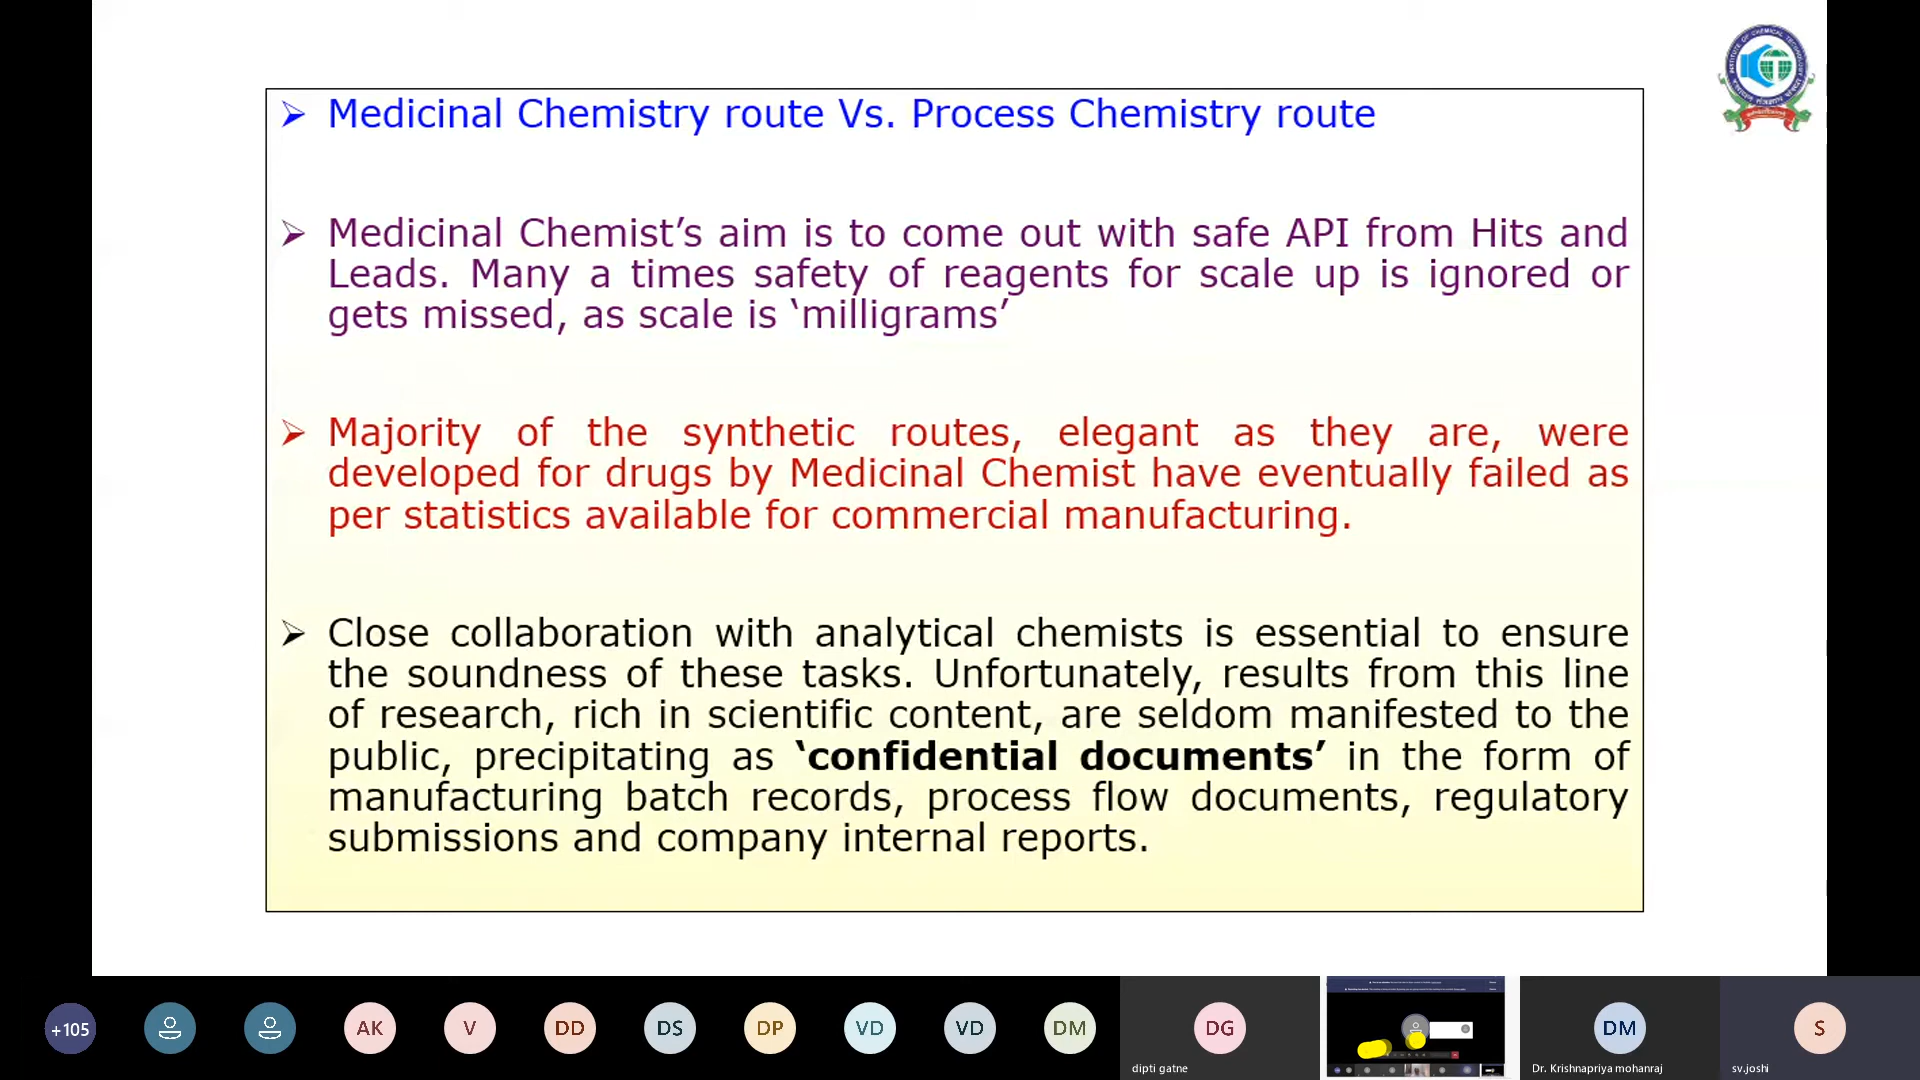 Medicinal Chemistry route Vs. Process Chemistry route
Medicinal Chemist’s aim is to come out with safe API from Hits and
Leads. Many a times safety of reagents for scale up is ignored or
gets missed, as scale is ‘milligrams’
Majority of the synthetic routes, elegant as they are, were
developed for drugs by Medicinal Chemist have eventually failed as
per statistics available for commercial manufacturing.
Close collaboration with analytical chemists is essential to ensure
the soundness of these tasks. Unfortunately, results from this line
of research, rich in scientific content, are seldom manifested to the
public, precipitating as ‘confidential documents’ in the form of
manufacturing batch records, process flow documents, regulatory
submissions and company internal reports.
+105 AK V DD DS DP VD VD DM DG DM S
dipti gatne Dr. Krishnapriya mohanraj sv.joshi